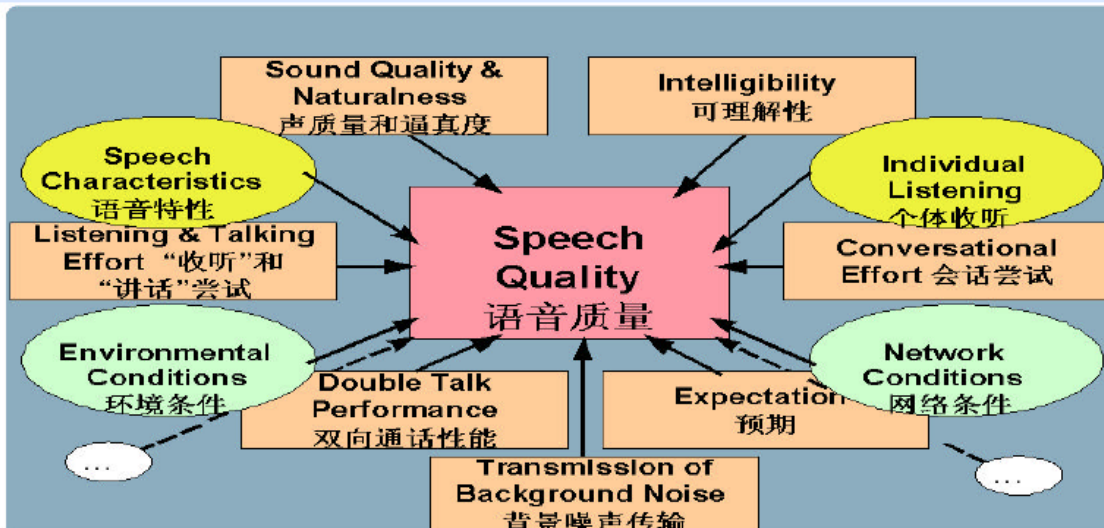 Sound Quality &
Naturalness
声质量和逼真度
Intelligibility
可理解性
Speech
Characteristics
语音特性
Individual
Listening
个体收听
Listening & Talking
Effort “收听”和
“讲话”尝试
Speech
Quality
语音质量
Conversational
Effort 会话尝试
Environmental
Conditions
环境条件
Network
Conditions
网络条件
Double Talk
Performance
双向通话性能
Expectation
预期
...
...
Transmission of
Background Noise
背景噪声传输